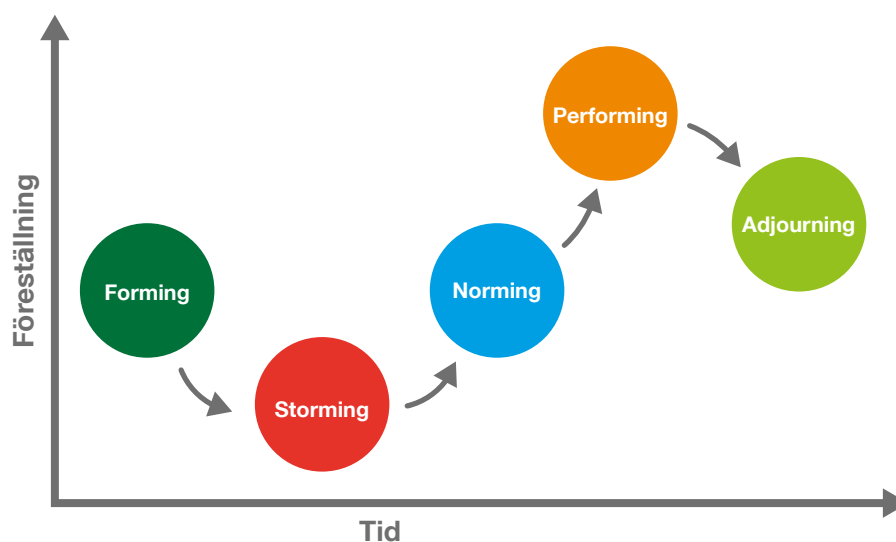 Föreställning
Forming
Storming
Norming
Performing
Adjourning
Tid